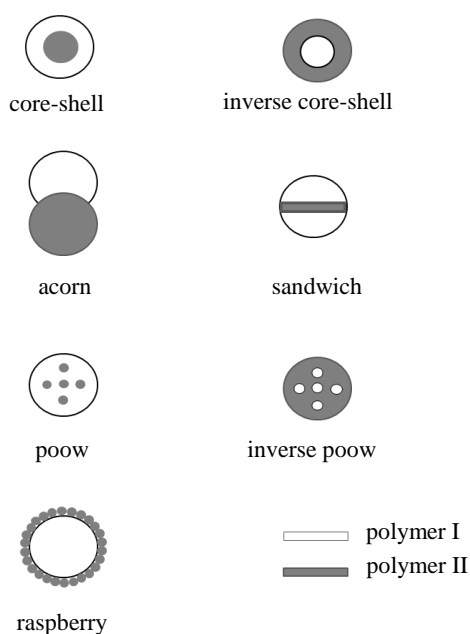 core-shell
inverse core-shell
acorn
sandwich
poow
inverse poow
polymer I
polymer II
raspberry